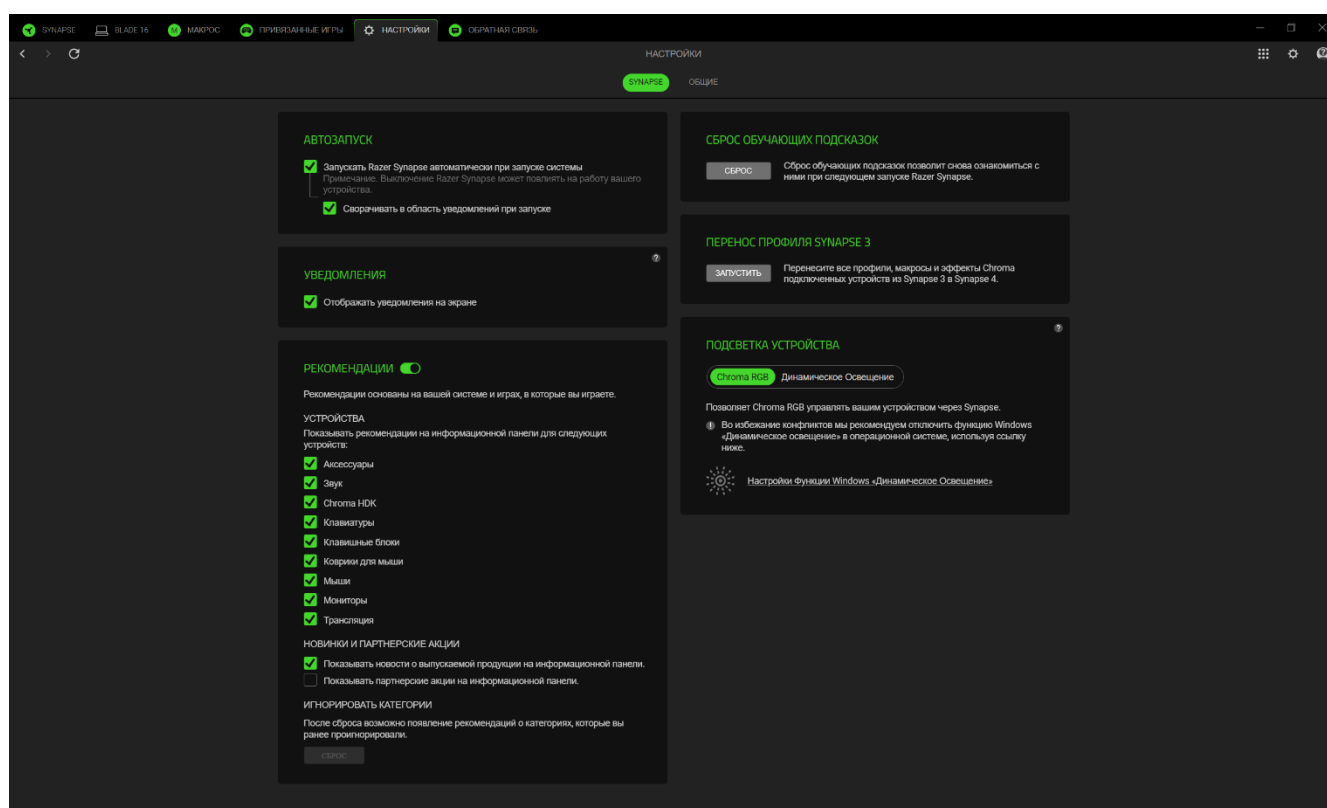 SYNAPSE BLADE 16 МАКРОС ПРИВЯЗАННЫЕ ИГРЫ НАСТРОЙКИ ОБРАТНАЯ СВЯЗЬ
НАСТРОЙКИ
SYNAPSE ОБЩИЕ
АВТОЗАПУСК
Запускать Razer Synapse автоматически при запуске системы
Примечание. Выключение Razer Synapse может повлиять на работу вашего
устройства.
Сворачивать в область уведомлений при запуске
УВЕДОМЛЕНИЯ
Отображать уведомления на экране
РЕКОМЕНДАЦИИ
Рекомендации основаны на вашей системе и играх, в которые вы играете.
УСТРОЙСТВА
Показывать рекомендации на информационной панели для следующих
устройств:
Аксессуары
Звук
Chroma HDK
Клавиатуры
Клавишные блоки
Коврики для мыши
Мыши
Мониторы
Трансляция
НОВИНКИ И ПАРТНЕРСКИЕ АКЦИИ
Показывать новости о выпускаемой продукции на информационной панели.
Показывать партнерские акции на информационной панели.
ИГНОРИРОВАТЬ КАТЕГОРИИ
После сброса возможно появление рекомендаций о категориях, которые вы
ранее проигнорировали.
СБРОС
СБРОС ОБУЧАЮЩИХ ПОДСКАЗОК
СБРОС
Сброс обучающих подсказок позволит снова ознакомиться с
ними при следующем запуске Razer Synapse.
ПЕРЕНОС ПРОФИЛЯ SYNAPSE 3
ЗАПУСТИТЬ
Перенесите все профили, макросы и эффекты Chroma
подключенных устройств из Synapse 3 в Synapse 4.
ПОДСВЕТКА УСТРОЙСТВА
Chroma RGB Динамическое Освещение
Позволяет Chroma RGB управлять вашим устройством через Synapse.
Во избежание конфликтов мы рекомендуем отключить функцию Windows
«Динамическое освещение» в операционной системе, используя ссылку
ниже.
Настройки Функции Windows «Динамическое Освещение»